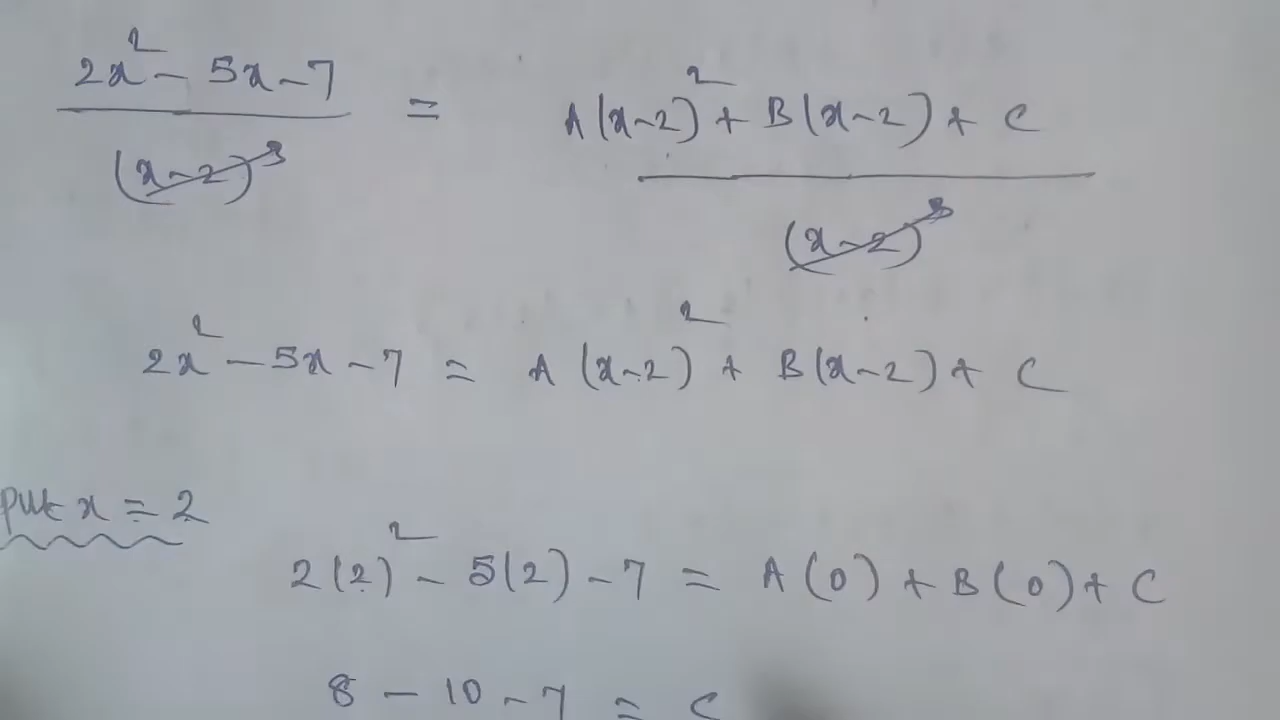 2x² - 5x - 7 / (x-2)³ = A(x-2)² + B(x-2) + C / (x-2)³
2x² - 5x - 7 = A(x-2)² + B(x-2) + C
put x = 2
2(2)² - 5(2) - 7 = A(0) + B(0) + C
8 - 10 - 7 = C